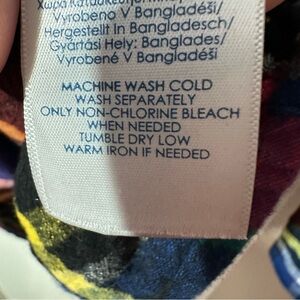 Χώρα
Vyrobeno V Bangladéši/
Hergestellt In Bangladesch/
Gyártási Hely: Banglades/
Vyrobené V Bangladéši
MACHINE WASH COLD
WASH SEPARATELY
ONLY NON-CHLORINE BLEACH
WHEN NEEDED
TUMBLE DRY LOW
WARM IRON IF NEEDED